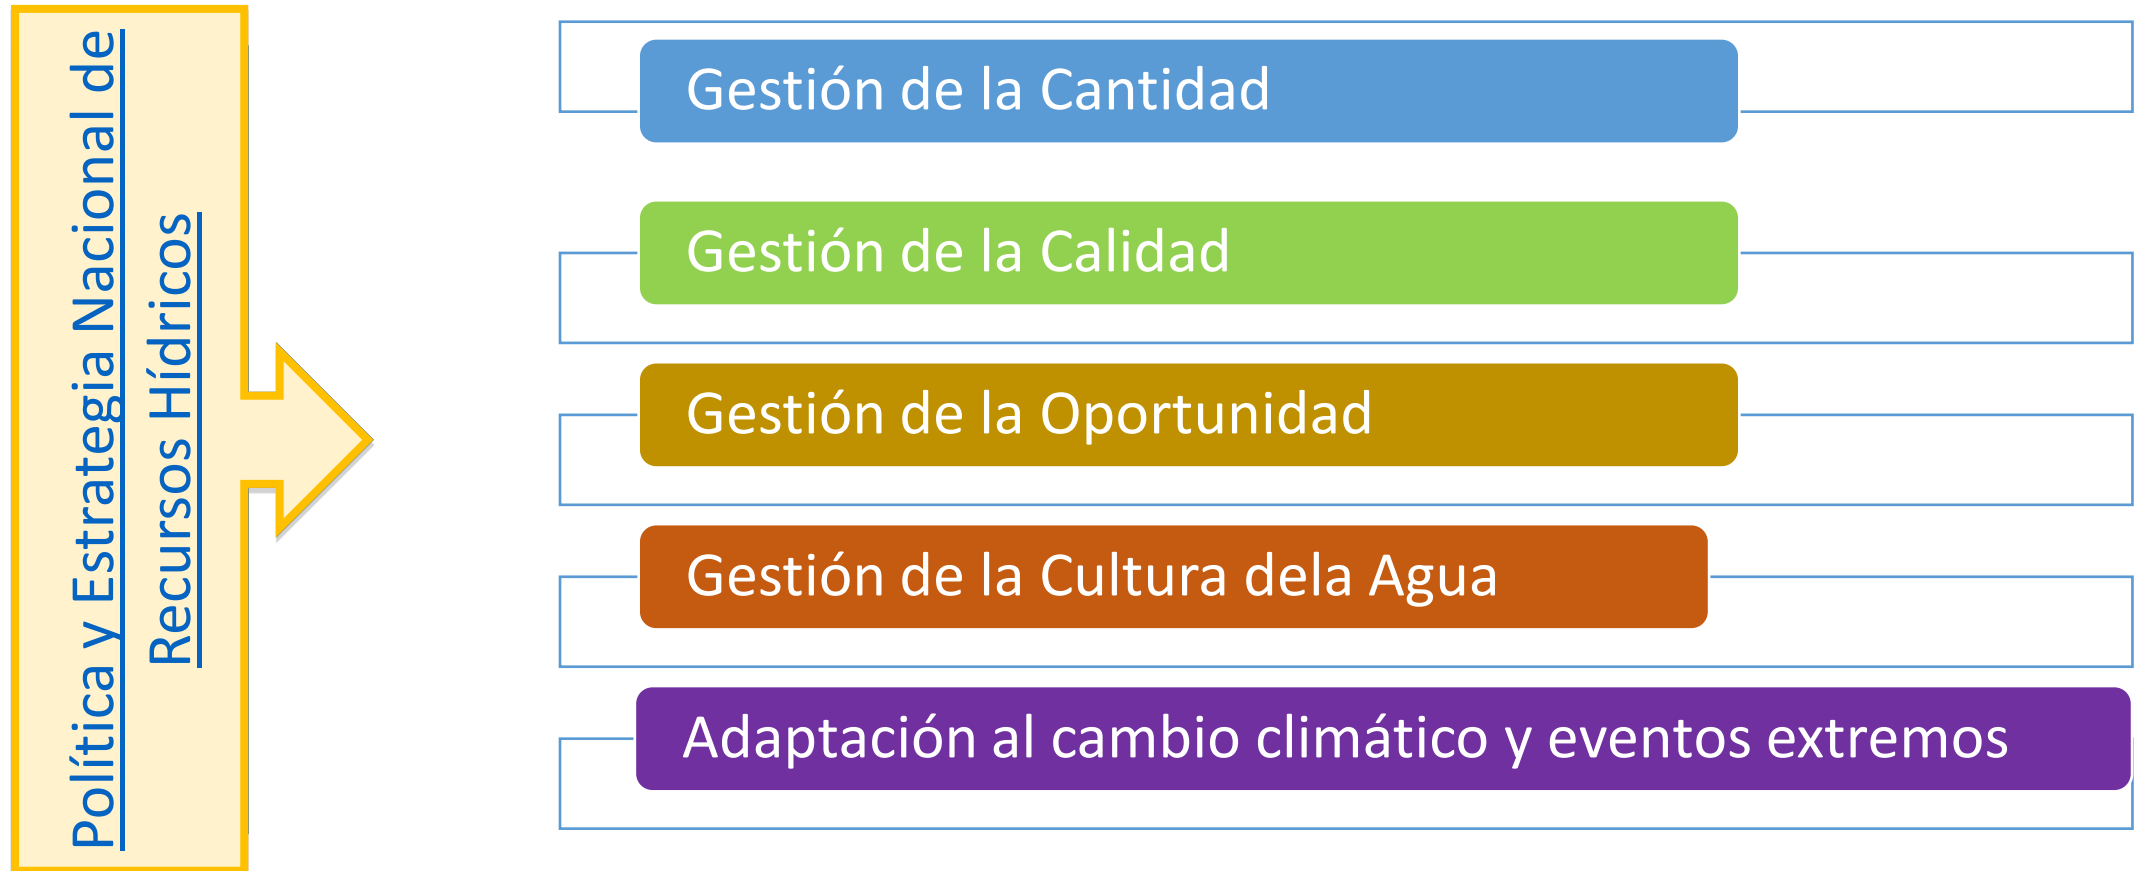 Política y Estrategia Nacional de
Recursos Hídricos
Gestión de la Cantidad
Gestión de la Calidad
Gestión de la Oportunidad
Gestión de la Cultura dela Agua
Adaptación al cambio climático y eventos extremos